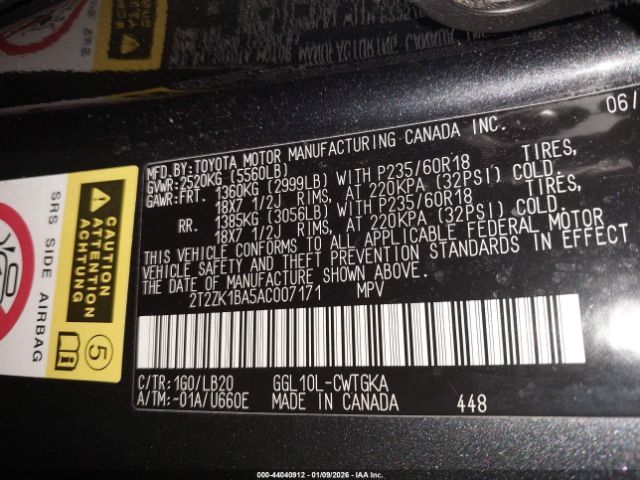 06/
MFD.BY:TOYOTA MOTOR MANUFACTURING CANADA INC.
GVWR:2520KG (5560LB)
GAWR:FRT. 1360KG (2999LB) WITH P235/60R18 TIRES,
18X7 1/2J RIMS, AT 220KPA (32PSI) COLD.
RR. 1385KG (3056LB) WITH P235/60R18 TIRES,
18X7 1/2J RIMS, AT 220KPA (32PSI) COLD.
THIS VEHICLE CONFORMS TO ALL APPLICABLE FEDERAL MOTOR
VEHICLE SAFETY AND THEFT PREVENTION STANDARDS IN EFFECT
THE DATE OF MANUFACTURE SHOWN ABOVE.
2T2ZK1BA5AC007171 MPV
C/TR:1G0/LB20 GGL10L-CWTGKA
A/TM:-01A/U660E MADE IN CANADA 448
SRS SIDE AIRBAG
CAUTION
ATTENTION
ACHTUNG
5
000-44040912 - 01/09/2026 - IAA Inc.